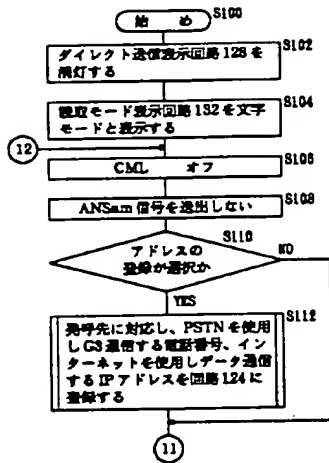 始 め
S100
ダイレクト送信表示回路128を
消灯する
S102
読取モード表示回路132を文字
モードと表示する
S104
12
CML オフ
S106
ANSam 信号を送出しない
S108
アドレスの
登録が選択か
S110
NO
YES
発呼先に対応し、PSTNを使用
しG3通信する電話番号、インタ
ーネットを使用しデータ通信
するIPアドレスを回路124に
登録する
S112
11